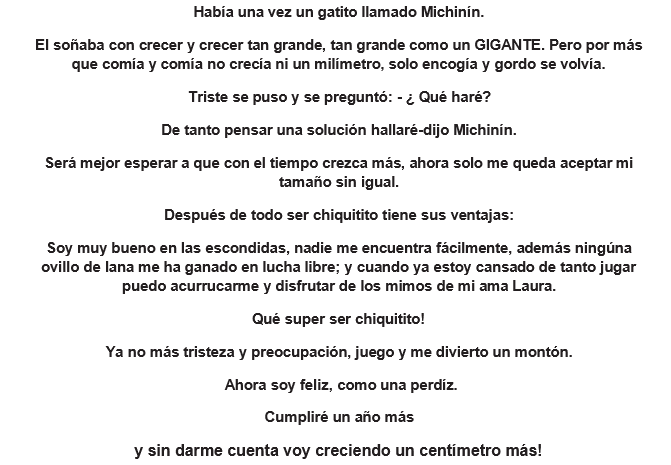 Había una vez un gatito llamado Michinín.
El soñaba con crecer y crecer tan grande, tan grande como un GIGANTE. Pero por más
que comía y comía no crecía ni un milímetro, solo encogía y gordo se volvía.
Triste se puso y se preguntó: - ¿ Qué haré?
De tanto pensar una solución hallaré-dijo Michinín.
Será mejor esperar a que con el tiempo crezca más, ahora solo me queda aceptar mi
tamaño sin igual.
Después de todo ser chiquitito tiene sus ventajas:
Soy muy bueno en las escondidas, nadie me encuentra fácilmente, además ningúna
ovillo de lana me ha ganado en lucha libre; y cuando ya estoy cansado de tanto jugar
puedo acurrucarme y disfrutar de los mimos de mi ama Laura.
Qué super ser chiquitito!
Ya no más tristeza y preocupación, juego y me divierto un montón.
Ahora soy feliz, como una perdíz.
Cumpliré un año más
y sin darme cuenta voy creciendo un centímetro más!